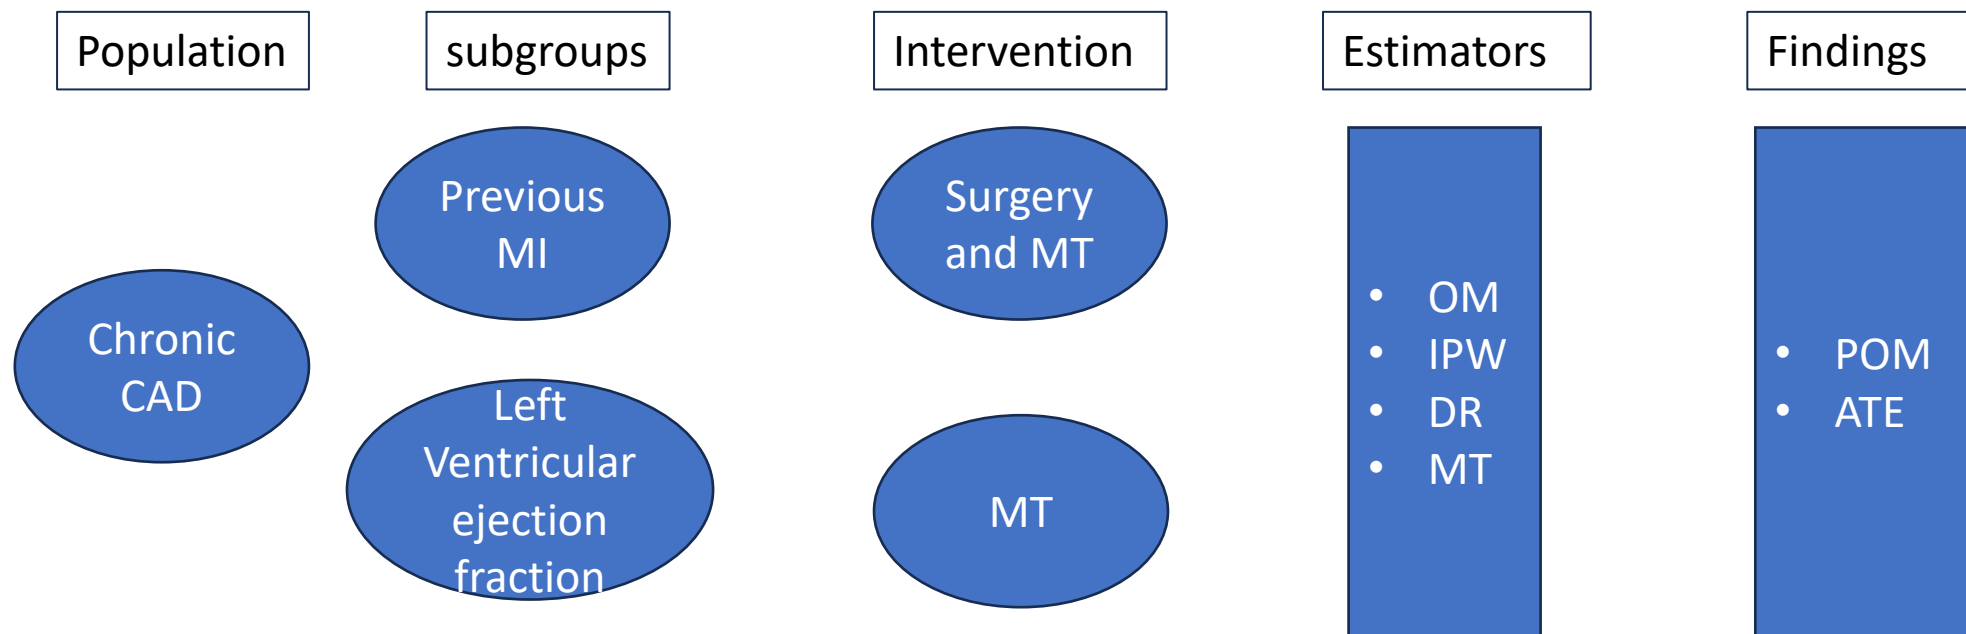 Population
subgroups
Intervention
Estimators
Findings
Chronic
CAD
Previous
MI
Left
Ventricular
ejection
fraction
Surgery
and MT
MT
• OM
• IPW
• DR
• MT
• POM
• ATE